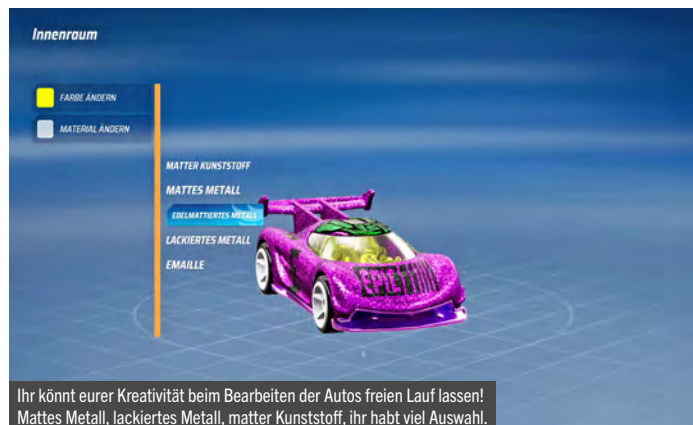 Innenraum
FARBE ÄNDERN
MATERIAL ÄNDERN
MATTER KUNSTSTOFF
MATTES METALL
EDELMATTIERTES METALL
LACKIERTES METALL
EMAILLE
EPIC
Ihr könnt eurer Kreativität beim Bearbeiten der Autos freien Lauf lassen!
Mattes Metall, lackiertes Metall, matter Kunststoff, ihr habt viel Auswahl.